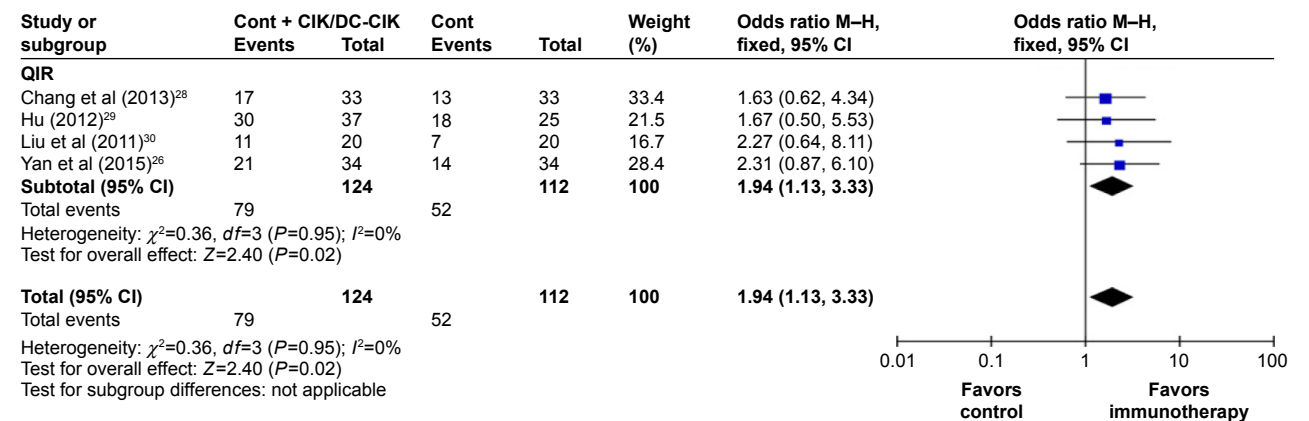 Study or Cont + CIK/DC-CIK Cont Weight Odds ratio M–H, Odds ratio M–H,
subgroup Events Total Events Total (%) fixed, 95% CI fixed, 95% CI
QIR
Chang et al (2013)²⁸ 17 33 13 33 33.4 1.63 (0.62, 4.34)
Hu (2012)²⁹ 30 37 18 25 21.5 1.67 (0.50, 5.53)
Liu et al (2011)³⁰ 11 20 7 20 16.7 2.27 (0.64, 8.11)
Yan et al (2015)²⁶ 21 34 14 34 28.4 2.31 (0.87, 6.10)
Subtotal (95% CI) 124 112 100 1.94 (1.13, 3.33)
Total events 79 52
Heterogeneity: χ²=0.36, df=3 (P=0.95); I²=0%
Test for overall effect: Z=2.40 (P=0.02)
Total (95% CI) 124 112 100 1.94 (1.13, 3.33)
Total events 79 52
Heterogeneity: χ²=0.36, df=3 (P=0.95); I²=0%
Test for overall effect: Z=2.40 (P=0.02)
Test for subgroup differences: not applicable
0.01 0.1 1 10 100
Favors Favors
control immunotherapy